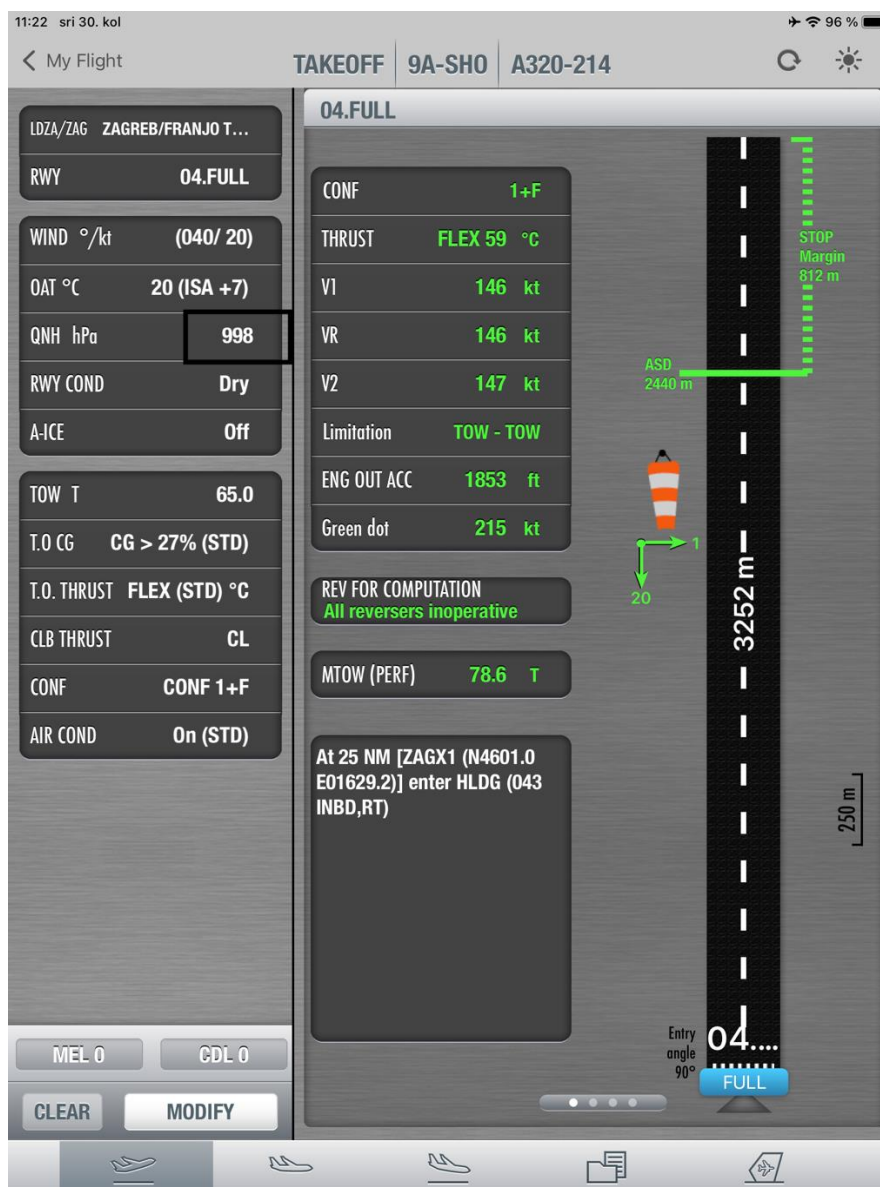 11:22 sri 30. kol
96 %
My Flight
TAKEOFF 9A-SHO A320-214
LDZA/ZAG ZAGREB/FRANJO T...
RWY 04.FULL
WIND °/kt (040/ 20)
OAT °C 20 (ISA +7)
QNH hPa 998
RWY COND Dry
A-ICE Off
TOW T 65.0
T.O CG CG > 27% (STD)
T.O. THRUST FLEX (STD) °C
CLB THRUST CL
CONF CONF 1+F
AIR COND On (STD)
MEL 0 CDL 0
CLEAR MODIFY
04.FULL
CONF 1+F
THRUST FLEX 59 °C
V1 146 kt
VR 146 kt
V2 147 kt
Limitation TOW - TOW
ENG OUT ACC 1853 ft
Green dot 215 kt
REV FOR COMPUTATION
All reversers inoperative
MTOW (PERF) 78.6 T
At 25 NM [ZAGX1 (N4601.0
E01629.2)] enter HLDG (043
INBD,RT)
STOP
Margin
812 m
ASD
2440 m
1
20
3252 m
250 m
Entry
angle
90°
04....
FULL